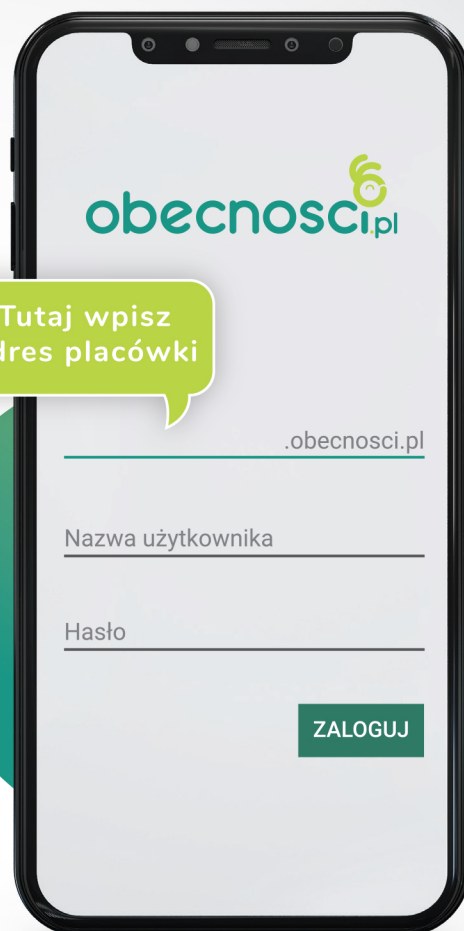 obecnosci.pl
Tutaj wpisz
dres placówki
.obecnosci.pl
Nazwa użytkownika
Hasło
ZALOGUJ